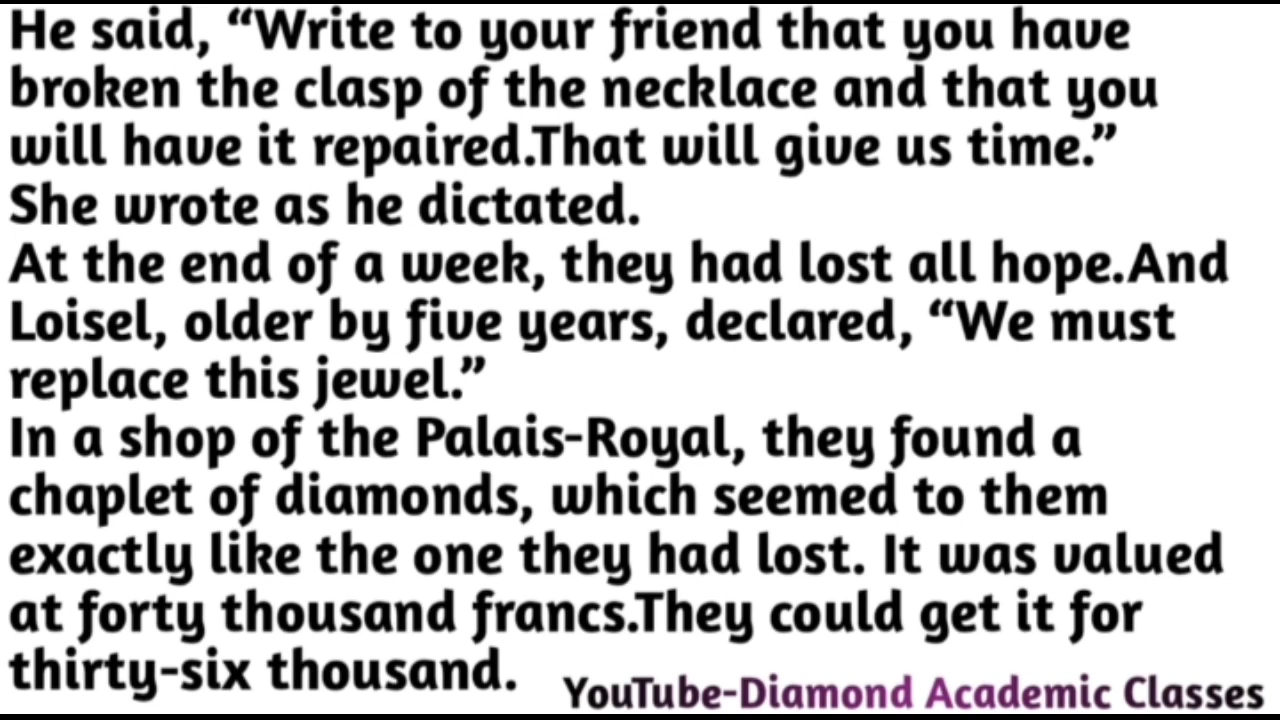 He said, “Write to your friend that you have
broken the clasp of the necklace and that you
will have it repaired.That will give us time.”
She wrote as he dictated.
At the end of a week, they had lost all hope.And
Loisel, older by five years, declared, “We must
replace this jewel.”
In a shop of the Palais-Royal, they found a
chaplet of diamonds, which seemed to them
exactly like the one they had lost. It was valued
at forty thousand francs.They could get it for
thirty-six thousand.
YouTube-Diamond Academic Classes